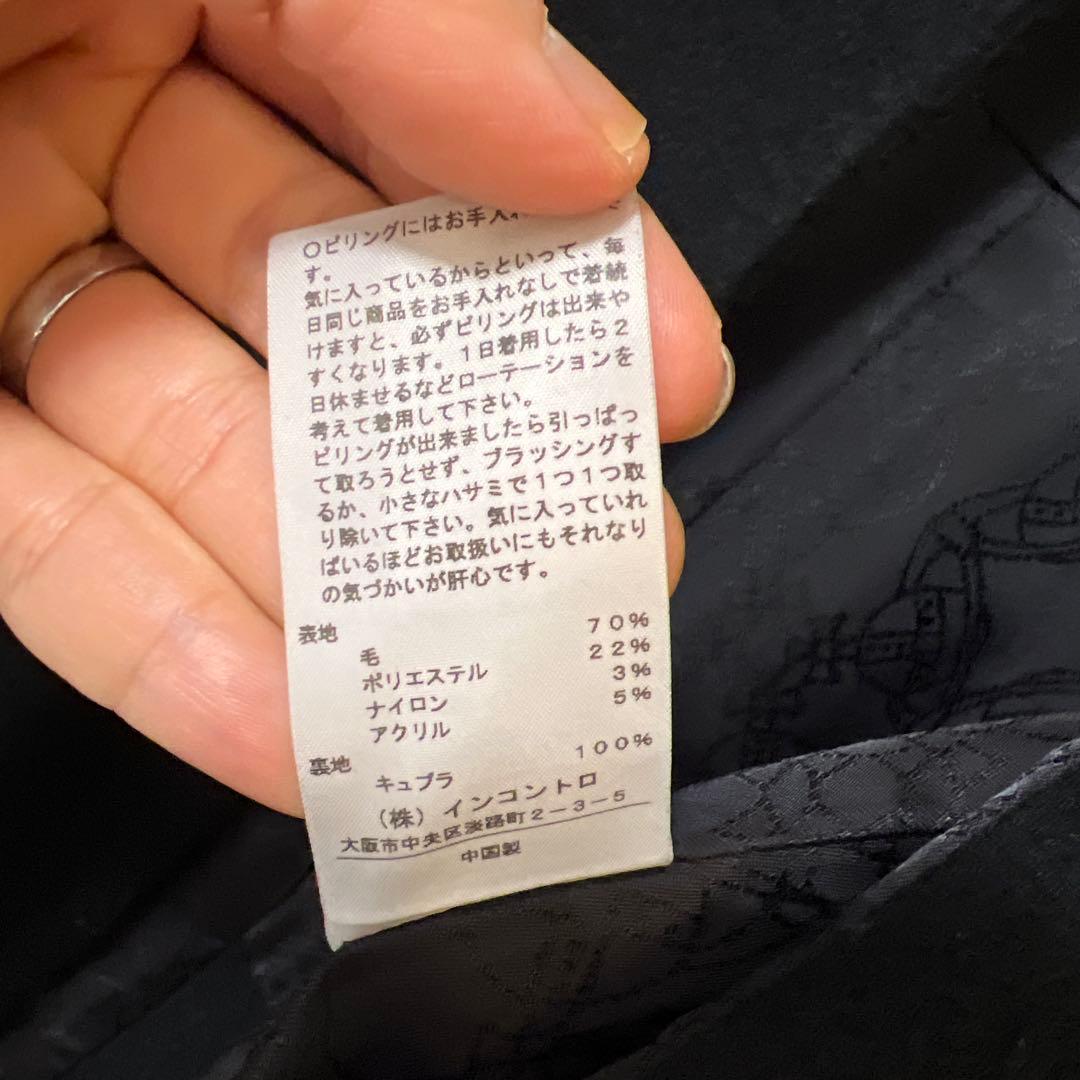 ○ピリングにはお手入れ
す。
気に入っているからといって、毎
日同じ商品をお手入れなしで着続
けますと、必ずピリングは出来や
すくなります。1日着用したら2
日休ませるなどローテーションを
考えて着用して下さい。
ピリングが出来ましたら引っぱっ
て取ろうとせず、ブラッシングす
るか、小さなハサミで1つ1つ取
り除いて下さい。気に入っていれ
ばいるほどお取扱いにもそれなり
の気づかいが肝心です。
表地
毛 70%
ポリエステル 22%
ナイロン 3%
アクリル 5%
裏地
キュプラ 100%
(株)インコントロ
大阪市中央区淡路町2-3-5
中国製